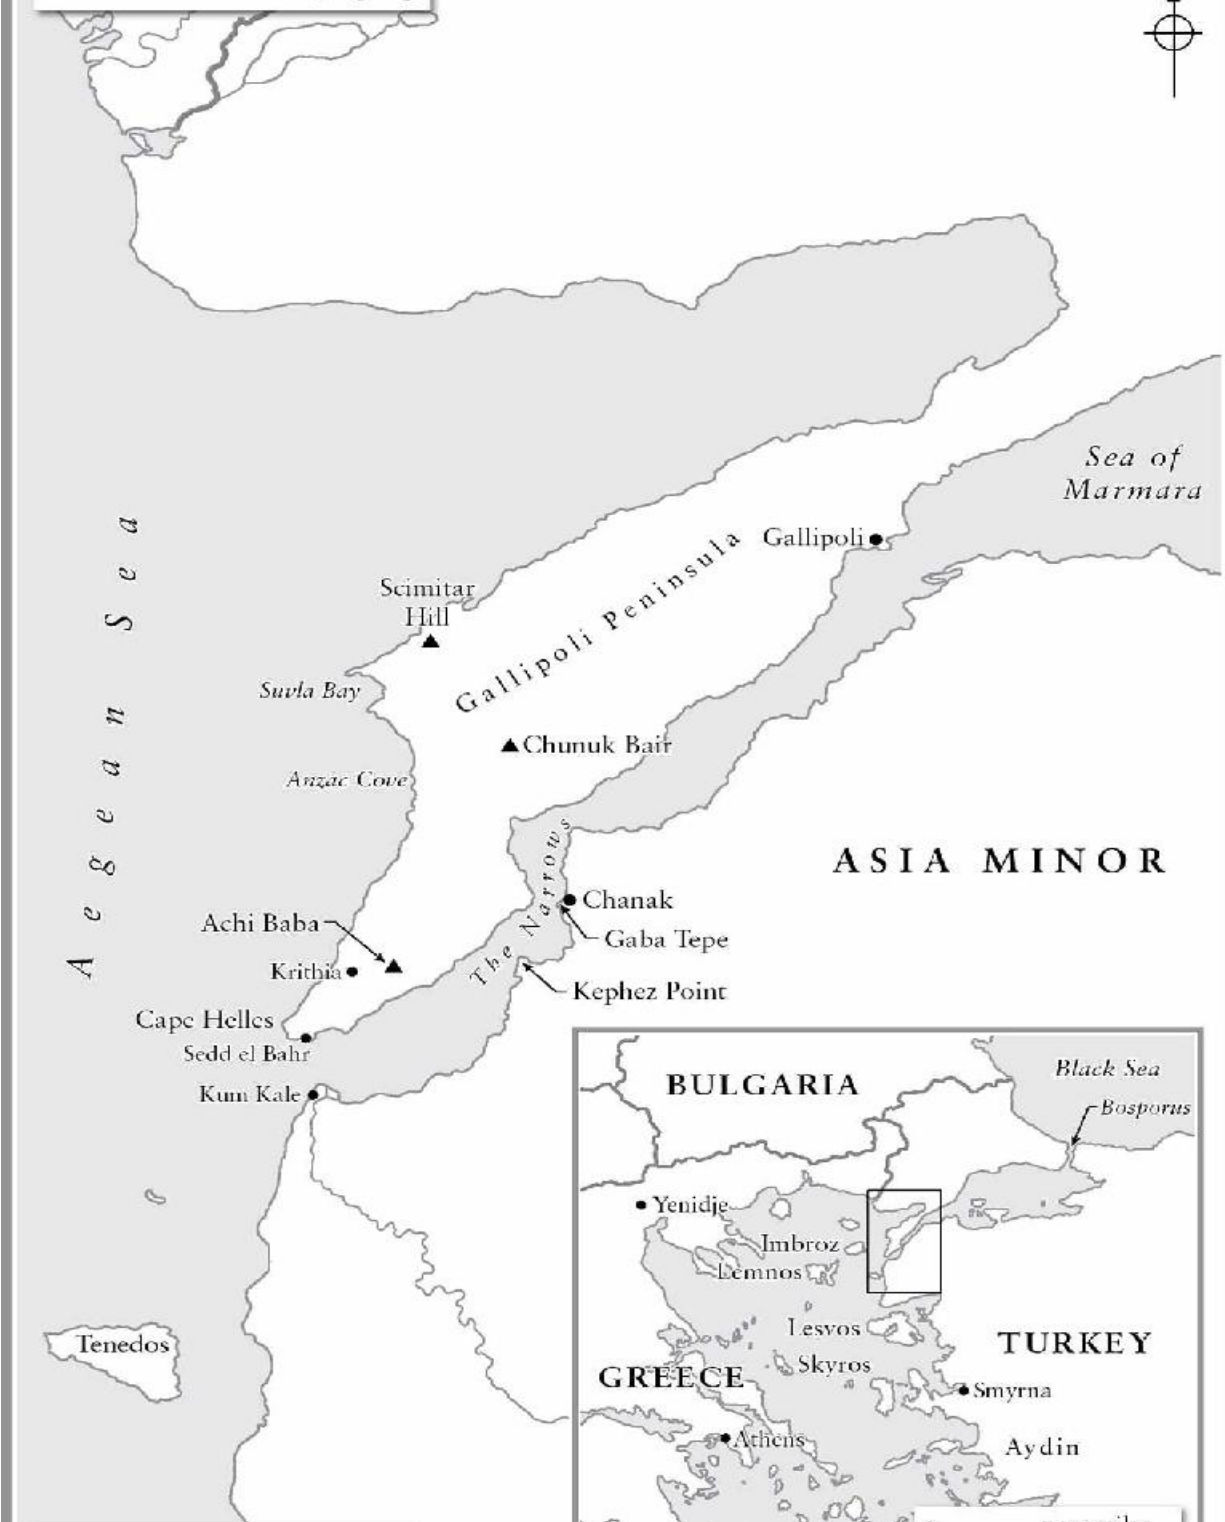 Sea of
Marmara
Gallipoli
Gallipoli Peninsula
Scimitar
Hill
Suvla Bay
Chunuk Bair
Anzac Cove
Aegean Sea
ASIA MINOR
The Narrows
Chanak
Achi Baba
Gaba Tepe
Krithia
Kephez Point
Cape Helles
Sedd el Bahr
Kum Kale
Tenedos
BULGARIA
Black Sea
Bosporus
Yenidje
Imbroz
Lemnos
Lesvos
TURKEY
Skyros
GREECE
Smyrna
Athens
Aydin